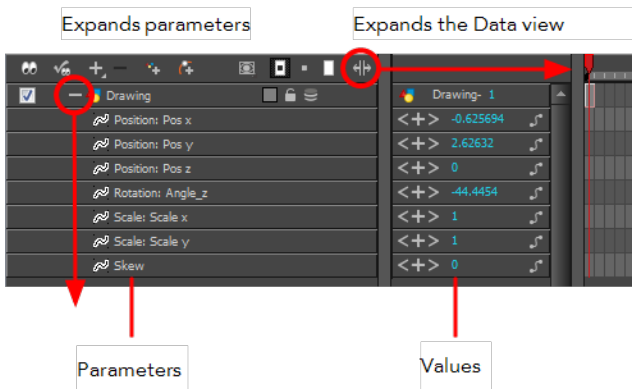 Expands parameters
Expands the Data view
Drawing
Drawing- 1
Position: Pos x
-0.625694
Position: Pos y
2.62632
Position: Pos z
0
Rotation: Angle_z
-44.4454
Scale: Scale x
1
Scale: Scale y
1
Skew
0
Parameters
Values